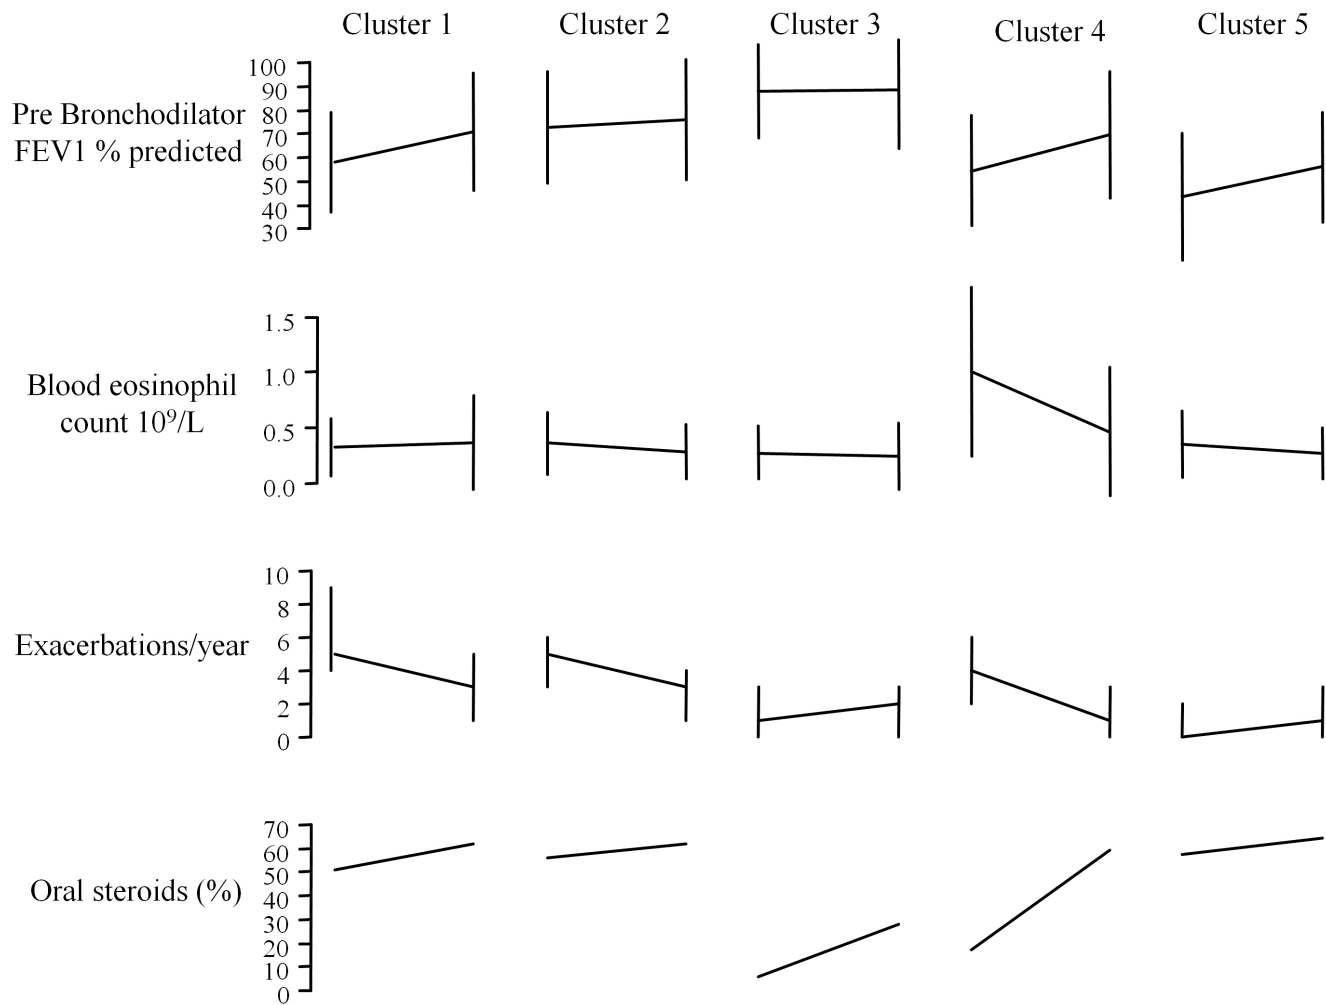 Cluster 1
Cluster 2
Cluster 3
Cluster 4
Cluster 5
Pre Bronchodilator
FEV1 % predicted
100
90
80
70
60
50
40
30
Blood eosinophil
count 10⁹/L
1.5
1.0
0.5
0.0
Exacerbations/year
10
8
6
4
2
0
Oral steroids (%)
70
60
50
40
30
20
10
0